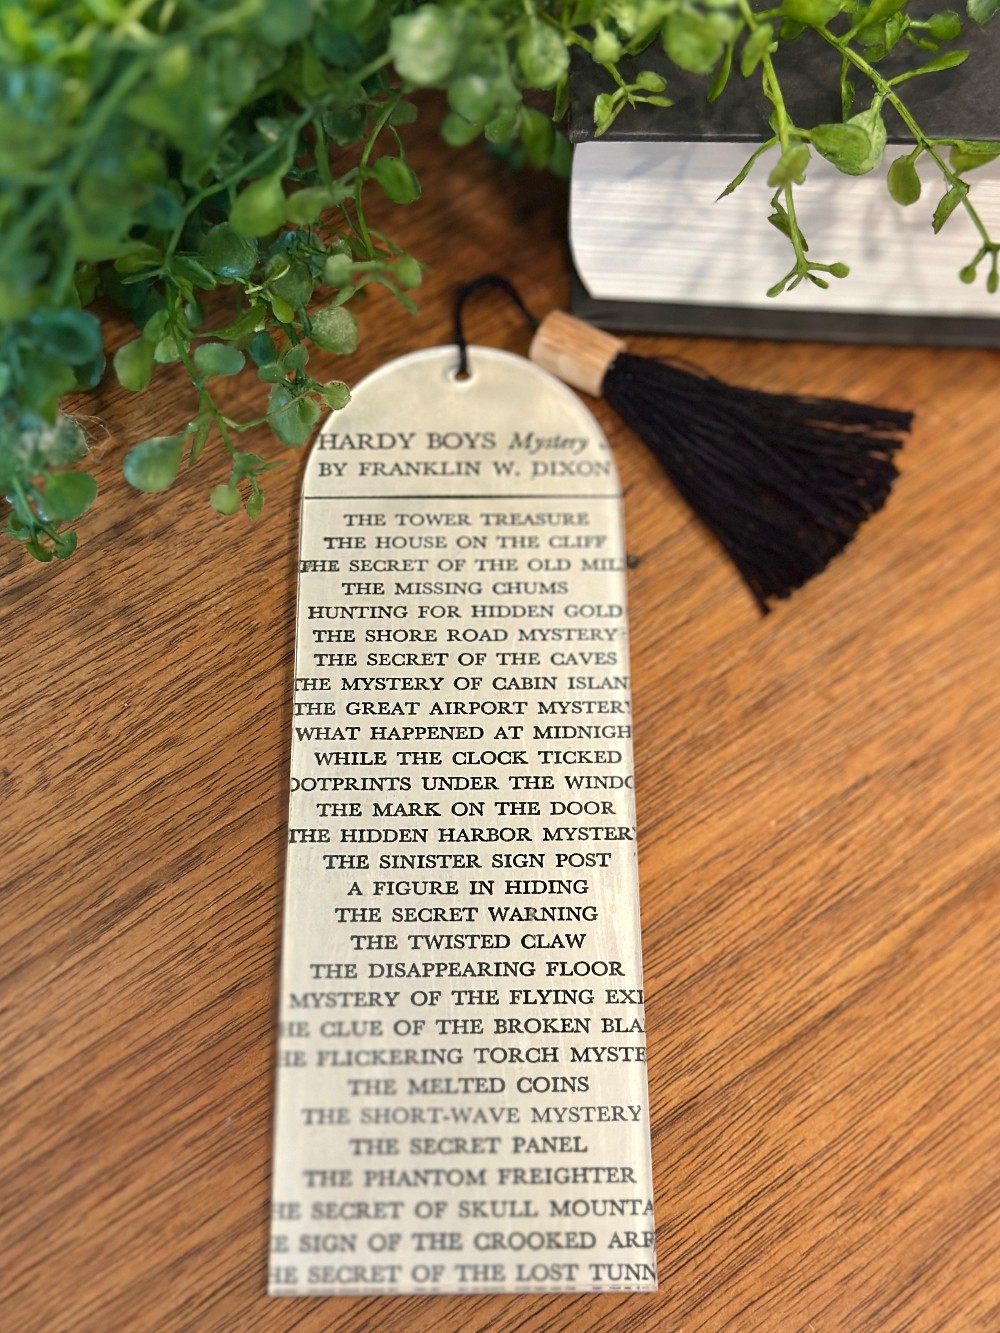 HARDY BOYS Mystery
BY FRANKLIN W. DIXON
THE TOWER TREASURE
THE HOUSE ON THE CLIFF
THE SECRET OF THE OLD MIL
THE MISSING CHUMS
HUNTING FOR HIDDEN GOLD
THE SHORE ROAD MYSTERY
THE SECRET OF THE CAVES
THE MYSTERY OF CABIN ISLAN
THE GREAT AIRPORT MYSTERY
WHAT HAPPENED AT MIDNIGH
WHILE THE CLOCK TICKED
OOTPRINTS UNDER THE WINDO
THE MARK ON THE DOOR
THE HIDDEN HARBOR MYSTERY
THE SINISTER SIGN POST
A FIGURE IN HIDING
THE SECRET WARNING
THE TWISTED CLAW
THE DISAPPEARING FLOOR
MYSTERY OF THE FLYING EXP
HE CLUE OF THE BROKEN BLA
HE FLICKERING TORCH MYSTE
THE MELTED COINS
THE SHORT-WAVE MYSTERY
THE SECRET PANEL
THE PHANTOM FREIGHTER
HE SECRET OF SKULL MOUNTA
E SIGN OF THE CROOKED ARR
HE SECRET OF THE LOST TUNN